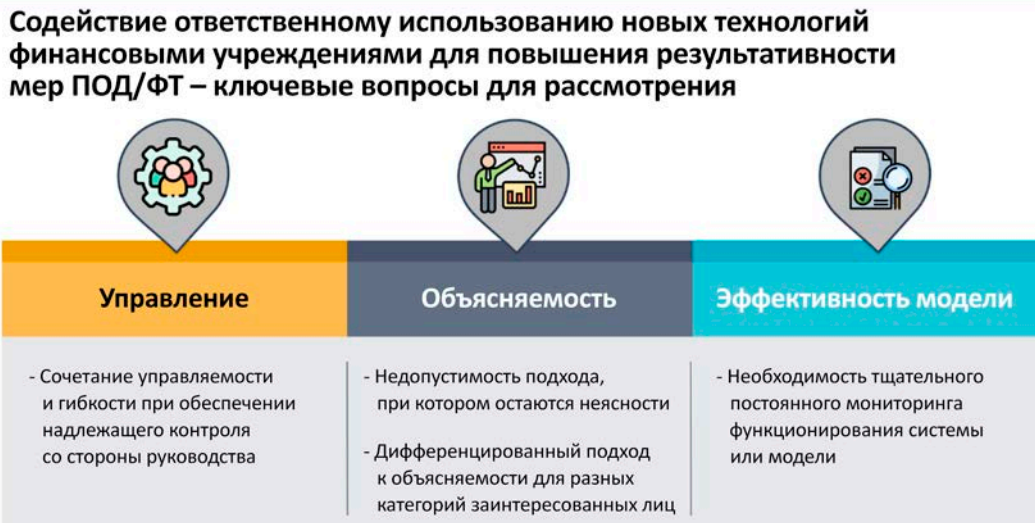 Содействие ответственному использованию новых технологий
финансовыми учреждениями для повышения результативности
мер ПОД/ФТ – ключевые вопросы для рассмотрения
Управление
- Сочетание управляемости
и гибкости при обеспечении
надлежащего контроля
со стороны руководства
Объясняемость
- Недопустимость подхода,
при котором остаются неясности
- Дифференцированный подход
к объясняемости для разных
категорий заинтересованных лиц
Эффективность модели
- Необходимость тщательного
постоянного мониторинга
функционирования системы
или модели